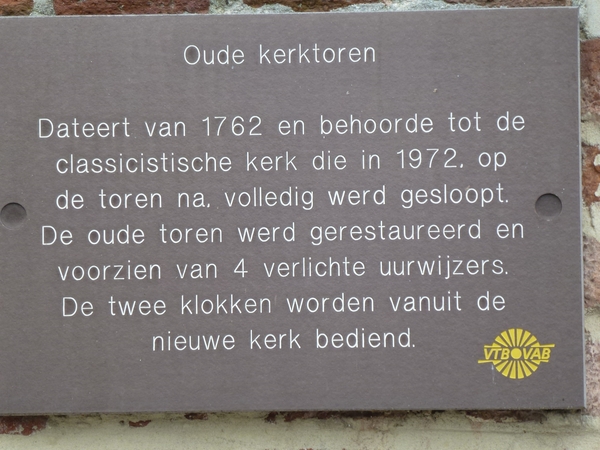 Oude kerktoren
Dateert van 1762 en behoorde tot de
classicistische kerk die in 1972, op
de toren na, volledig werd gesloopt.
De oude toren werd gerestaureerd en
voorzien van 4 verlichte uurwijzers.
De twee klokken worden vanuit de
nieuwe kerk bediend.
VTB VAB